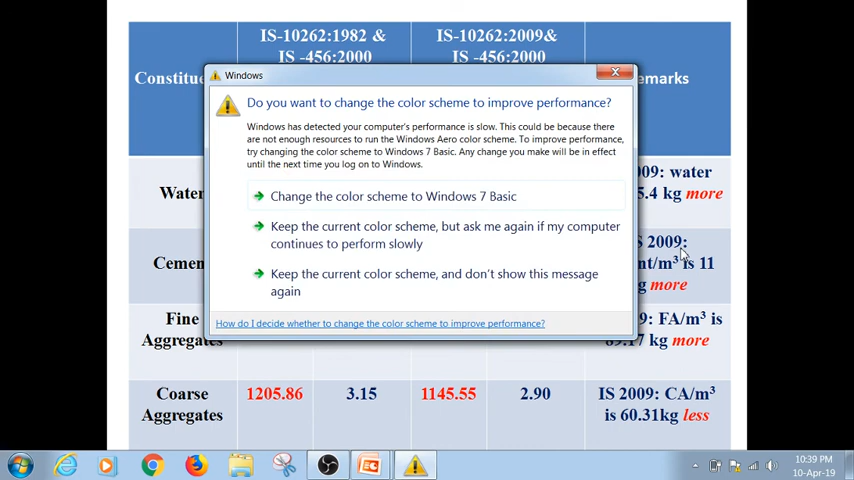 IS-10262:1982 &
IS -456:2000
IS-10262:2009&
IS -456:2000
Windows
Do you want to change the color scheme to improve performance?
Windows has detected your computer's performance is slow. This could be because there
are not enough resources to run the Windows Aero color scheme. To improve performance,
try changing the color scheme to Windows 7 Basic. Any change you make will be in effect
until the next time you log on to Windows.
Change the color scheme to Windows 7 Basic
Keep the current color scheme, but ask me again if my computer
continues to perform slowly
Keep the current color scheme, and don't show this message
again
How do I decide whether to change the color scheme to improve performance?
Water
Fine
Aggregates
Coarse
Aggregates
1205.86
3.15
1145.55
2.90
water
5.4 kg more
2009:
is 11
more
FA/m³ is
kg more
IS 2009: CA/m³
is 60.31kg less
10:39 PM
10-Apr-19